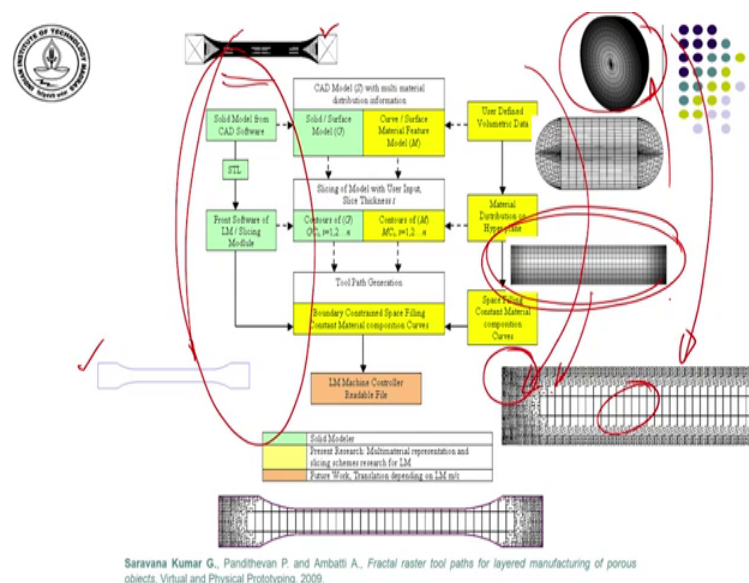 INDIAN INSTITUTE OF TECHNOLOGY MADRAS
CAD Model (S) with multi material
distribution information
Solid Model from
CAD Software
Solid / Surface
Model (G)
Curve / Surface
Material Feature
Model (M)
User Defined
Volumetric Data
STL
Slicing of Model with User Input,
Slice Thickness t
Front Software of
LM / Slicing
Module
Contours of (G)
i=1,2…n
Contours of (M)
i=1,2…n
Material
Distribution on
Hyper plane
Tool Path Generation
Boundary Constrained Space Filling
Constant Material composition Curves
Space Filling
Constant Material
composition
Curves
LM Machine Controller
Readable File
Solid Modeler
Present Research: Multimaterial representation and
slicing schemes research for LM
Future Work, Translation depending on LM m/c
Saravana Kumar G., Pandithevan P. and Ambatti A., Fractal raster tool paths for layered manufacturing of porous
objects. Virtual and Physical Prototyping. 2009.